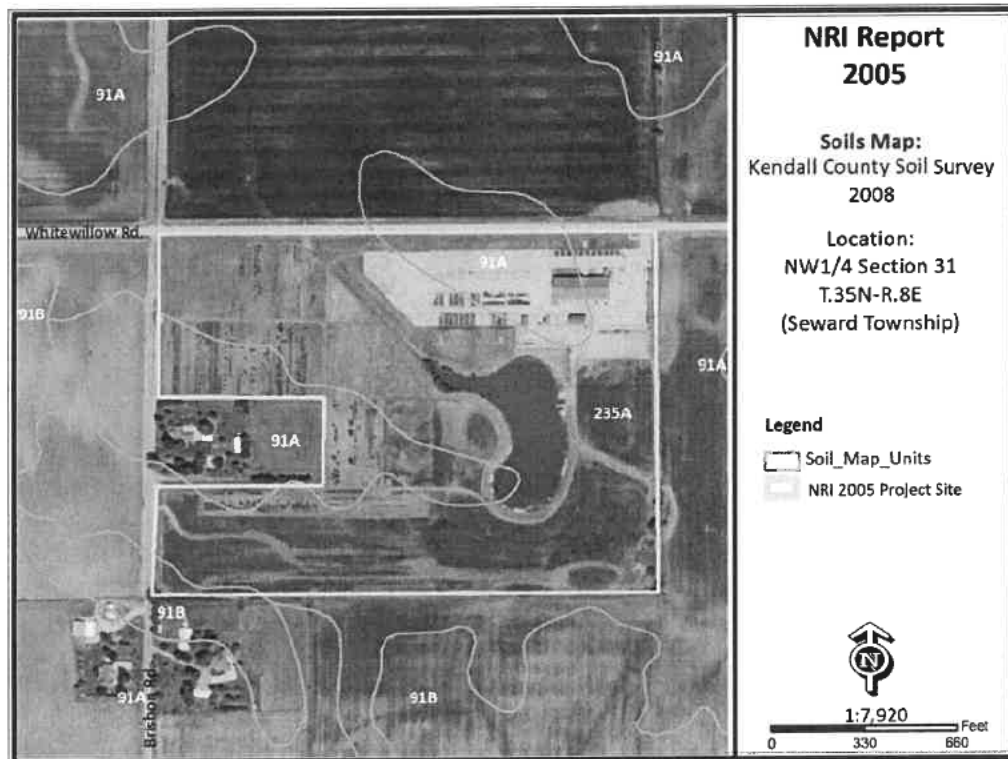 NRI Report
2005
Soils Map:
Kendall County Soil Survey
2008
Location:
NW1/4 Section 31
T.35N-R.8E
(Seward Township)
Legend
Soil_Map_Units
NRI 2005 Project Site
N
1:7,920
Feet
0 330 660
91A
91A
Whitewillow Rd.
91A
91B
91A
235A
91A
91B
91A
Brisbon Rd.
91B